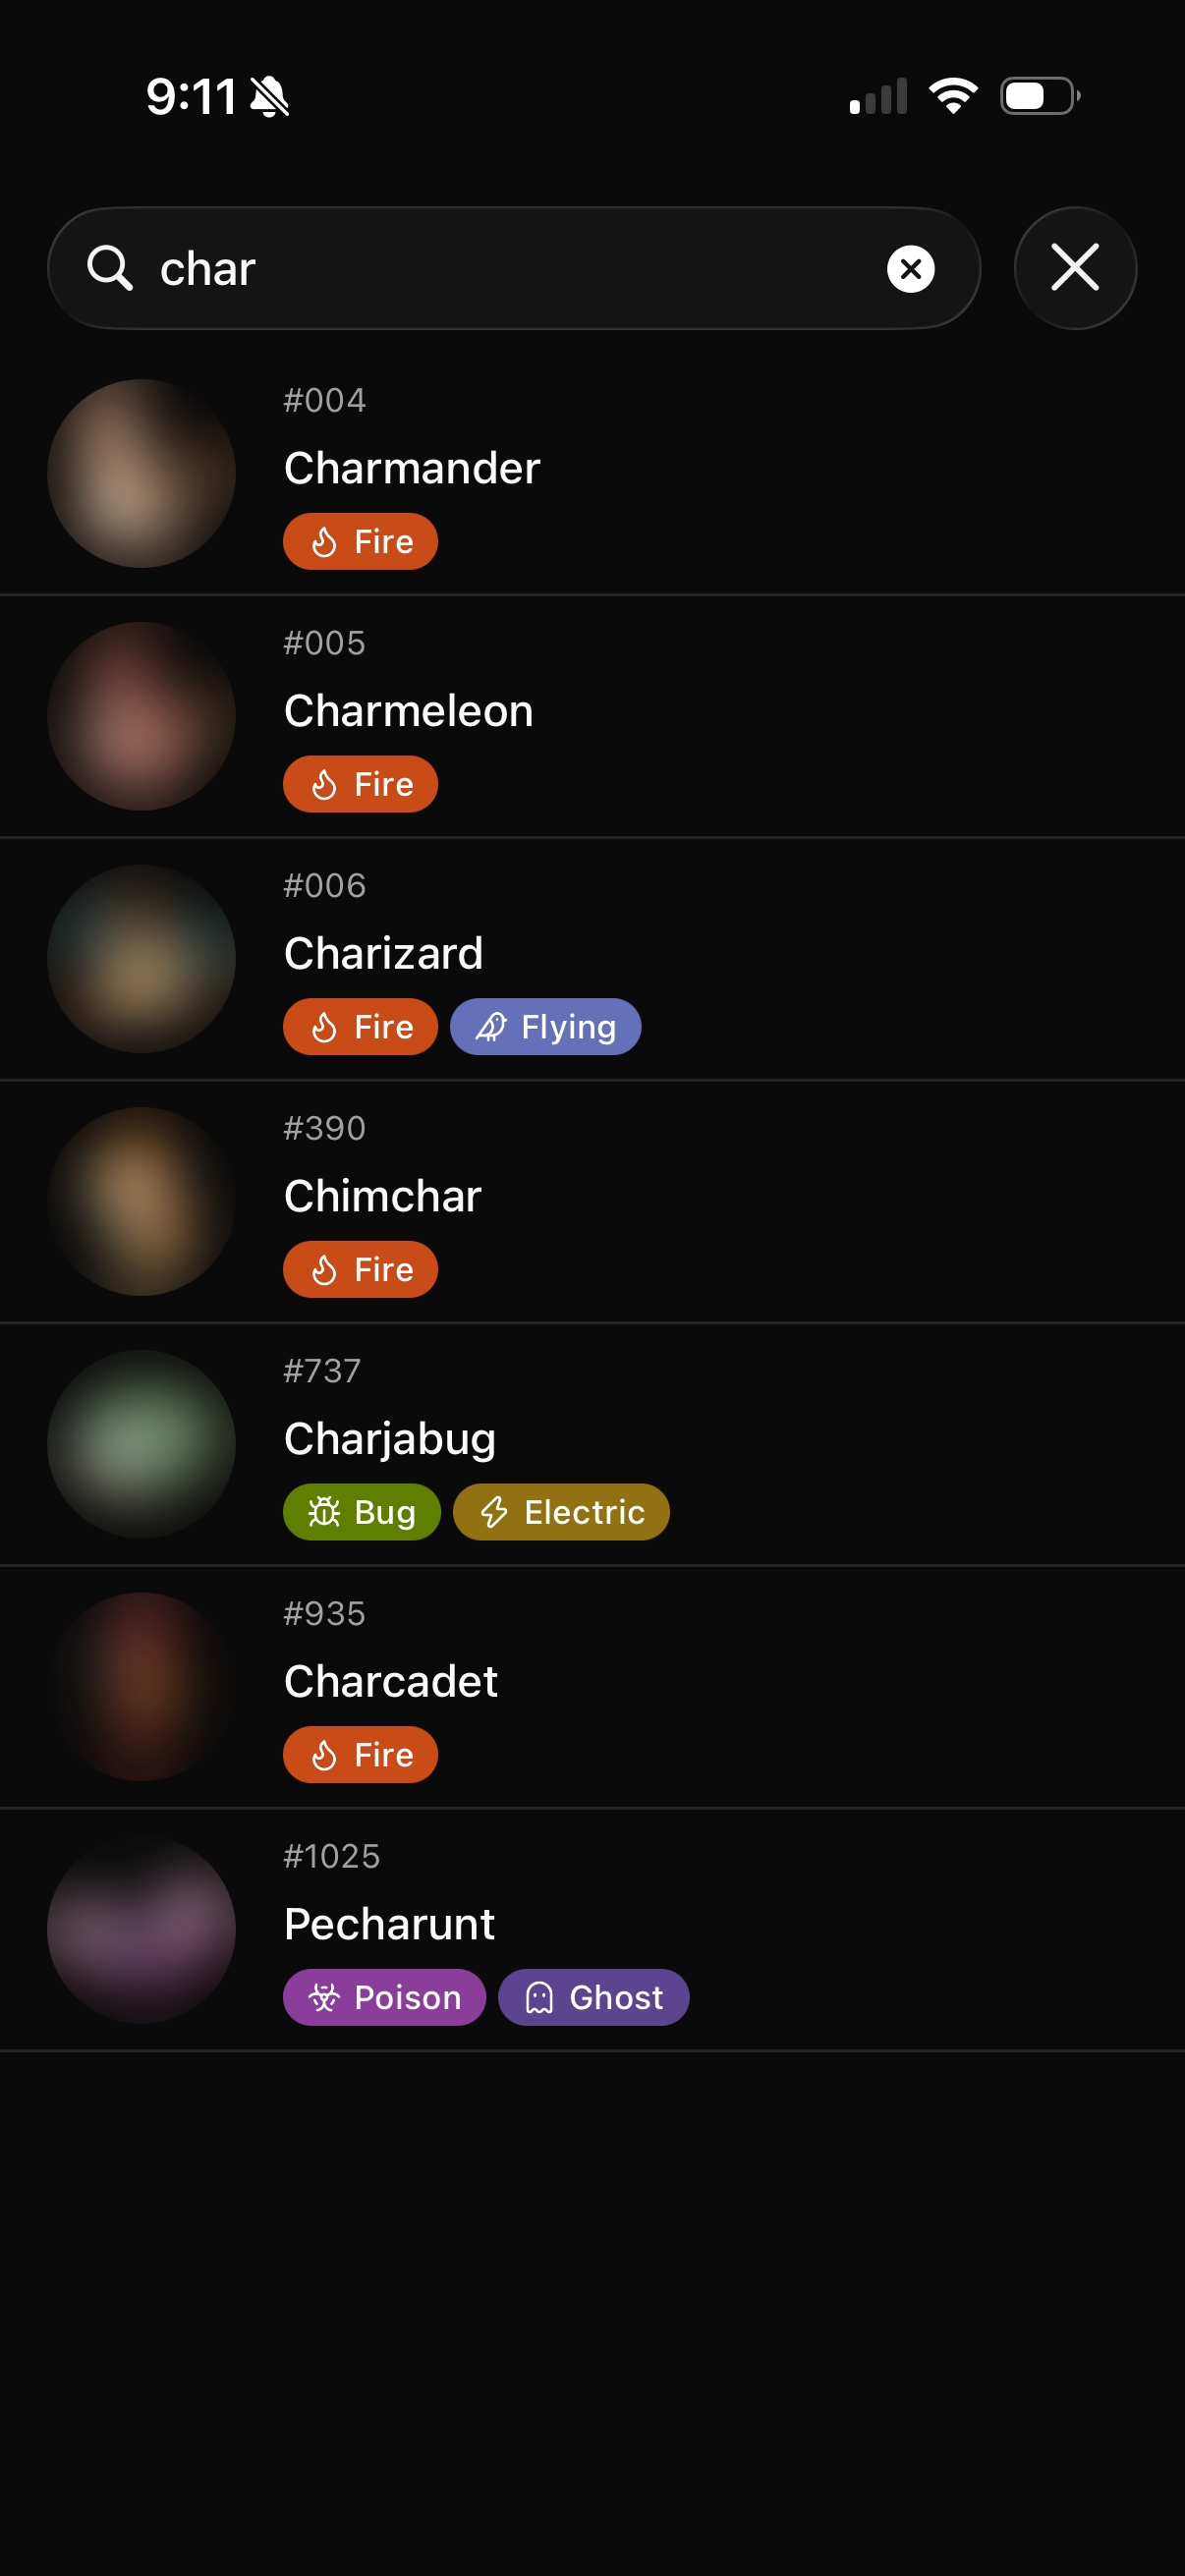 9:11
char
#004
Charmander
Fire
#005
Charmeleon
Fire
#006
Charizard
Fire Flying
#390
Chimchar
Fire
#737
Charjabug
Bug Electric
#935
Charcadet
Fire
#1025
Pecharunt
Poison Ghost